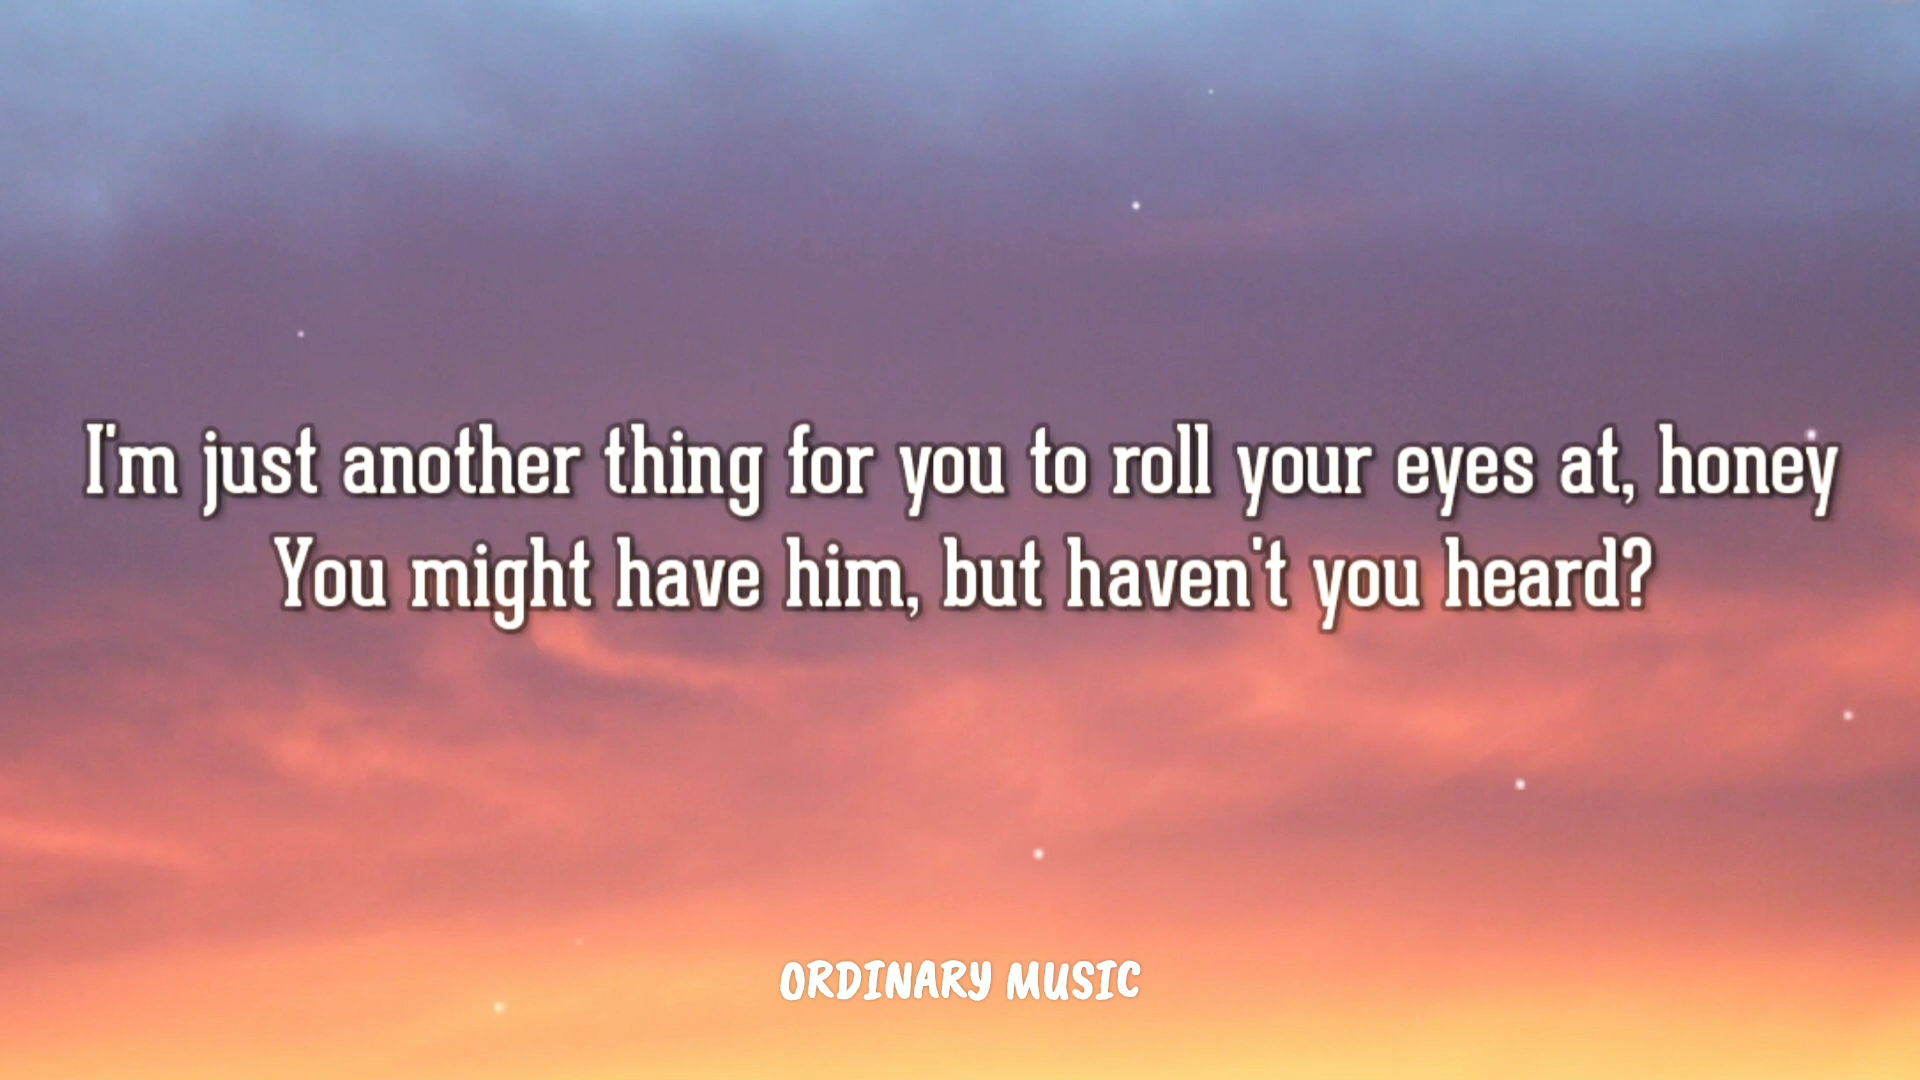 I'm just another thing for you to roll your eyes at, honey
You might have him, but haven't you heard?
ORDINARY MUSIC